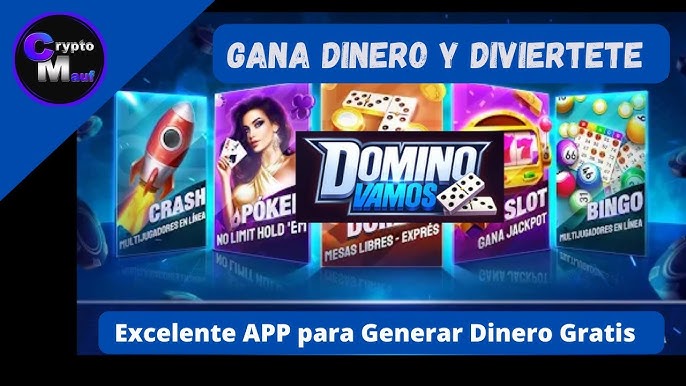 Crypto
Mauf
GANA DINERO Y DIVIERTETE
CRASH
MULTIJUGADORES EN LÍNEA
POKER
NO LIMIT HOLD 'EM
DOMINO
VAMOS
MESAS LIBRES - EXPRÉS
SLOT
GANA JACKPOT
BINGO
MULTIJUGADORES EN LÍNEA
Excelente APP para Generar Dinero Gratis